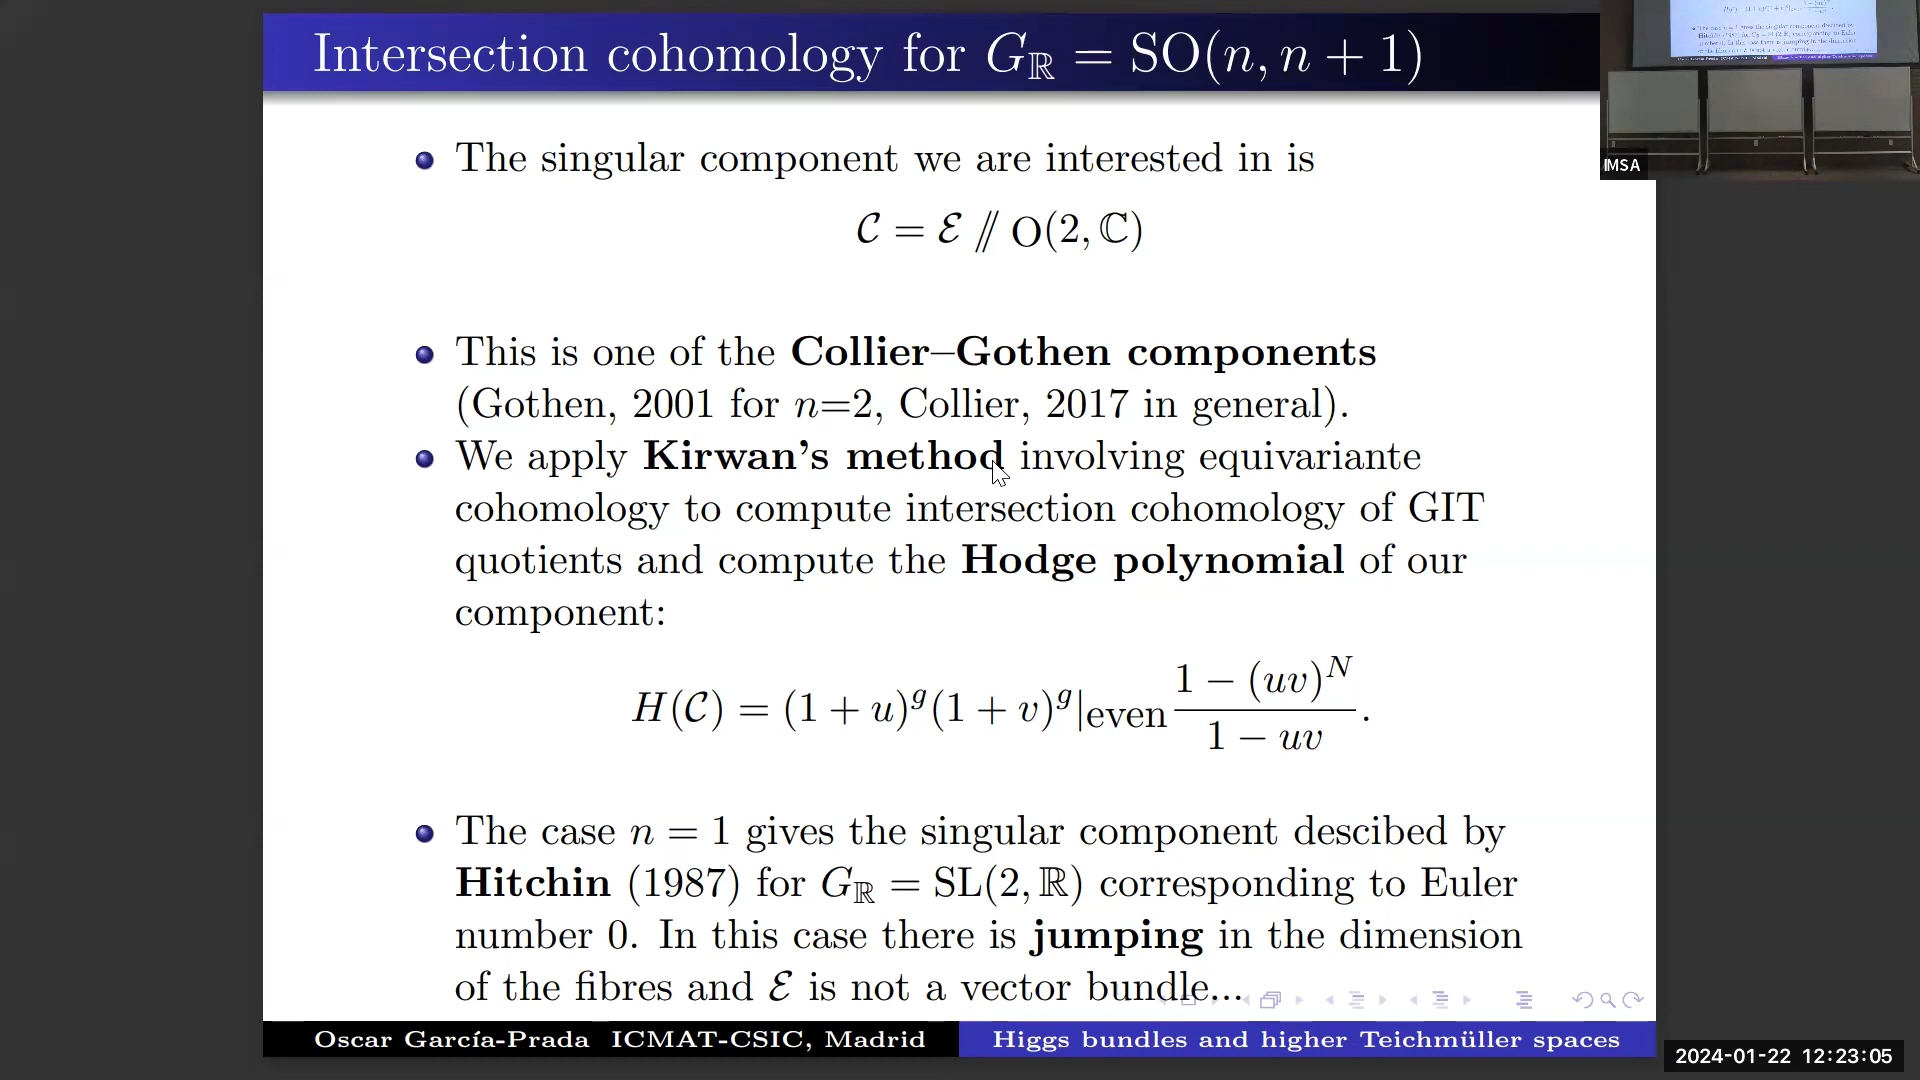 Intersection cohomology for G_ℝ = SO(n, n + 1)
The singular component we are interested in is
𝒞 = ℰ ⫽ O(2, ℂ)
This is one of the Collier–Gothen components
(Gothen, 2001 for n=2, Collier, 2017 in general).
We apply Kirwan's method involving equivariante
cohomology to compute intersection cohomology of GIT
quotients and compute the Hodge polynomial of our
component:
H(𝒞) = (1 + u)^g(1 + v)^g|even (1 − (uv)^N)/(1 − uv).
The case n = 1 gives the singular component descibed by
Hitchin (1987) for G_ℝ = SL(2, ℝ) corresponding to Euler
number 0. In this case there is jumping in the dimension
of the fibres and ℰ is not a vector bundle...
Oscar García-Prada ICMAT-CSIC, Madrid
Higgs bundles and higher Teichmüller spaces
IMSA
2024-01-22 12:23:05